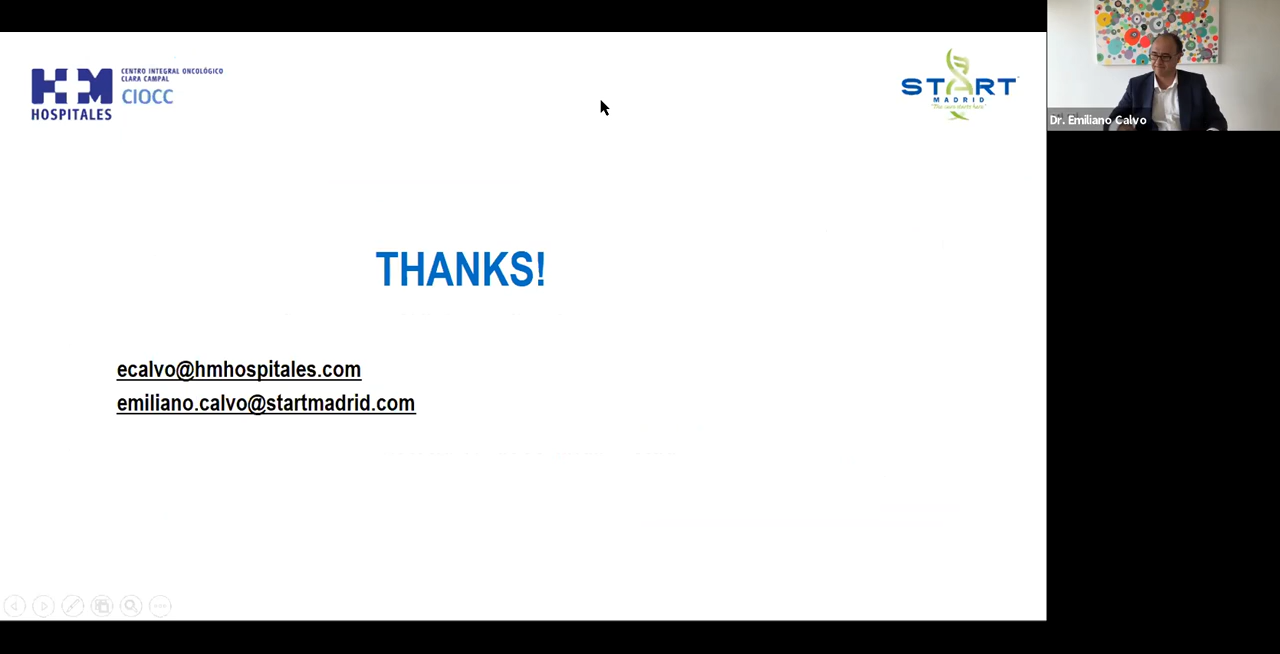 HM
HOSPITALES
CENTRO INTEGRAL ONCOLÓGICO
CLARA CAMPAL
CIOCC
START
MADRID
Dr. Emiliano Calvo
THANKS!
ecalvo@hmhospitales.com
emiliano.calvo@startmadrid.com